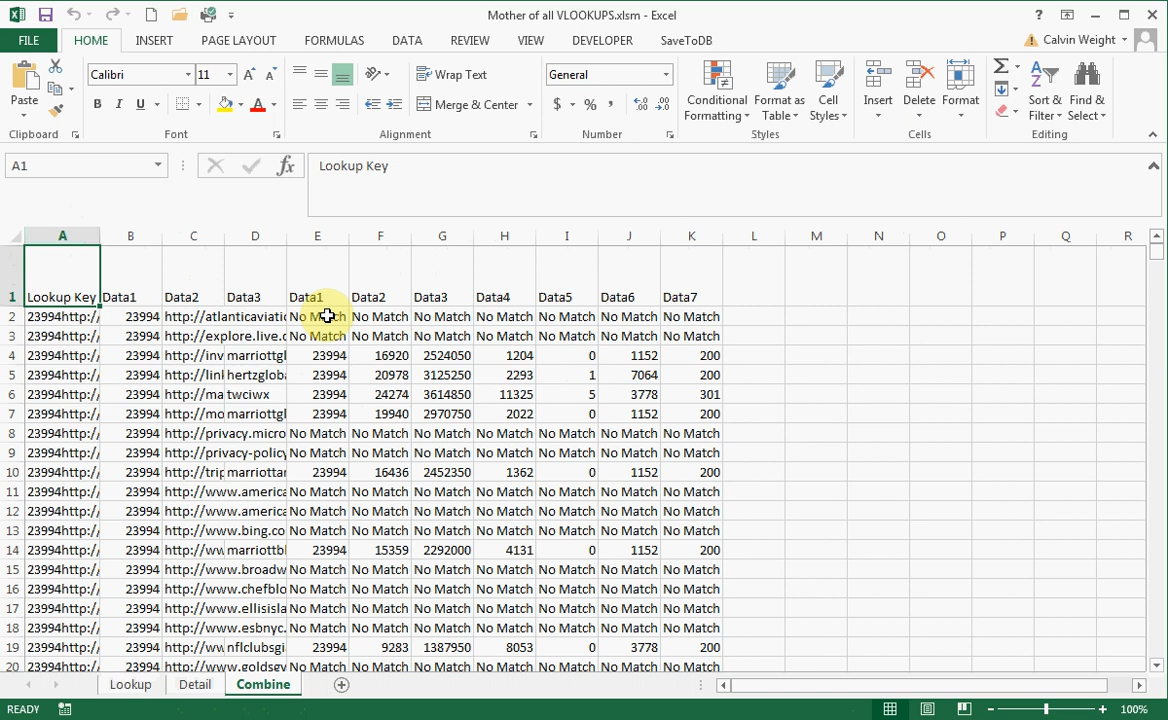 Mother of all VLOOKUPS.xlsm - Excel
FILE HOME INSERT PAGE LAYOUT FORMULAS DATA REVIEW VIEW DEVELOPER SaveToDB Calvin Weight
Calibri 11 Wrap Text General
Paste Merge & Center Conditional Formatting Format as Table Cell Styles Insert Delete Format Sort & Filter Find & Select
Clipboard Font Alignment Number Styles Cells Editing
A1 Lookup Key
A B C D E F G H I J K L M N O P Q R
1 Lookup Key Data1 Data2 Data3 Data1 Data2 Data3 Data4 Data5 Data6 Data7
2 23994http:/ 23994 http://atlanticaviati No Match No Match No Match No Match No Match No Match No Match
3 23994http:/ 23994 http://explore.live.c No Match No Match No Match No Match No Match No Match No Match
4 23994http:/ 23994 http://inv marriottgl 23994 16920 2524050 1204 0 1152 200
5 23994http:/ 23994 http://linl hertzgloba 23994 20978 3125250 2293 1 7064 200
6 23994http:/ 23994 http://ma twciwx 23994 24274 3614850 11325 5 3778 301
7 23994http:/ 23994 http://mo marriottgl 23994 19940 2970750 2022 0 1152 200
8 23994http:/ 23994 http://privacy.micro No Match No Match No Match No Match No Match No Match No Match
9 23994http:/ 23994 http://privacy-policy No Match No Match No Match No Match No Match No Match No Match
10 23994http:/ 23994 http://trip marriottar 23994 16436 2452350 1362 0 1152 200
11 23994http:/ 23994 http://www.america No Match No Match No Match No Match No Match No Match No Match
12 23994http:/ 23994 http://www.america No Match No Match No Match No Match No Match No Match No Match
13 23994http:/ 23994 http://www.bing.co No Match No Match No Match No Match No Match No Match No Match
14 23994http:/ 23994 http://ww marriottbl 23994 15359 2292000 4131 0 1152 200
15 23994http:/ 23994 http://www.broadw No Match No Match No Match No Match No Match No Match No Match
16 23994http:/ 23994 http://www.chefblo No Match No Match No Match No Match No Match No Match No Match
17 23994http:/ 23994 http://www.ellisisla No Match No Match No Match No Match No Match No Match No Match
18 23994http:/ 23994 http://www.esbnyc. No Match No Match No Match No Match No Match No Match No Match
19 23994http:/ 23994 http://ww nflclubsgi 23994 9283 1387950 8053 0 3778 200
20 23994http:/ 23994 http://www.goldsgy No Match No Match No Match No Match No Match No Match No Match
Lookup Detail Combine
READY 100%